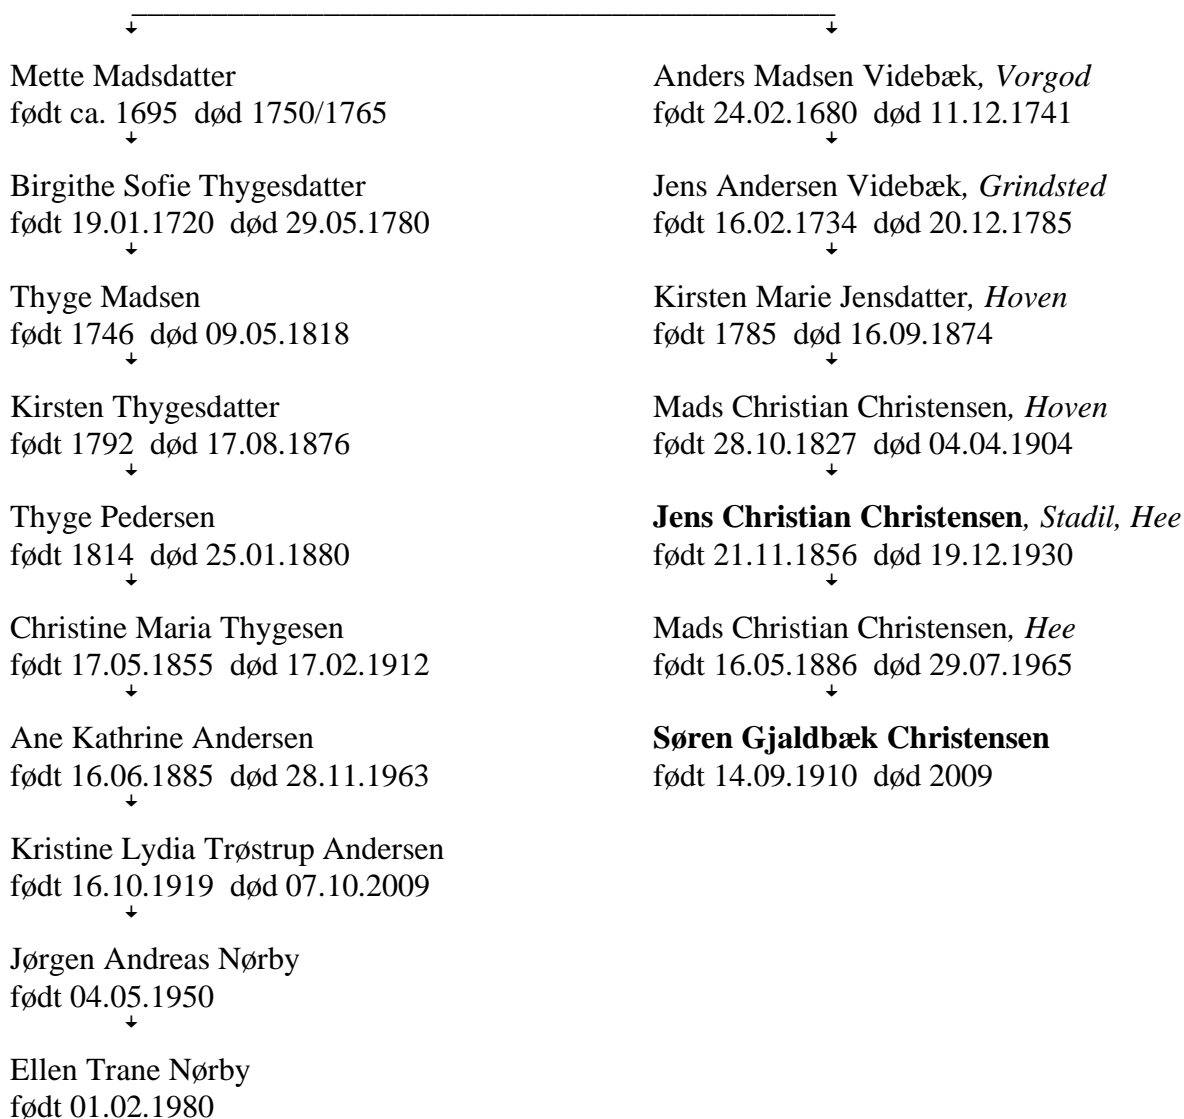 Mette Madsdatter
født ca. 1695 død 1750/1765
Birgithe Sofie Thygesdatter
født 19.01.1720 død 29.05.1780
Thyge Madsen
født 1746 død 09.05.1818
Kirsten Thygesdatter
født 1792 død 17.08.1876
Thyge Pedersen
født 1814 død 25.01.1880
Christine Maria Thygesen
født 17.05.1855 død 17.02.1912
Ane Kathrine Andersen
født 16.06.1885 død 28.11.1963
Kristine Lydia Trøstrup Andersen
født 16.10.1919 død 07.10.2009
Jørgen Andreas Nørby
født 04.05.1950
Ellen Trane Nørby
født 01.02.1980
Anders Madsen Videbæk, Vorgod
født 24.02.1680 død 11.12.1741
Jens Andersen Videbæk, Grindsted
født 16.02.1734 død 20.12.1785
Kirsten Marie Jensdatter, Hoven
født 1785 død 16.09.1874
Mads Christian Christensen, Hoven
født 28.10.1827 død 04.04.1904
Jens Christian Christensen, Stadil, Hee
født 21.11.1856 død 19.12.1930
Mads Christian Christensen, Hee
født 16.05.1886 død 29.07.1965
Søren Gjaldbæk Christensen
født 14.09.1910 død 2009